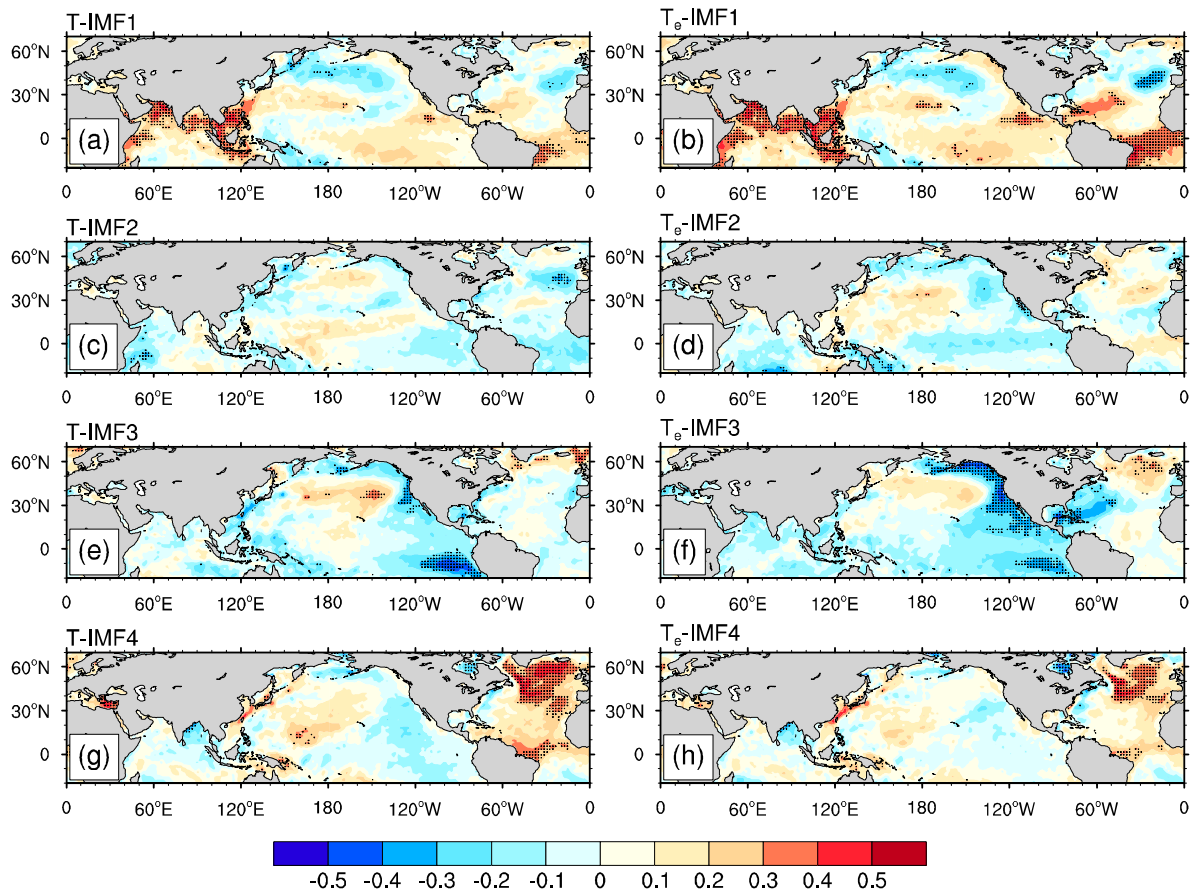 T-IMF1 Te-IMF1
60°N 60°N
30°N 30°N
0 0
(a) (b)
0 60°E 120°E 180 120°W 60°W 0 0 60°E 120°E 180 120°W 60°W 0
T-IMF2 Te-IMF2
60°N 60°N
30°N 30°N
0 0
(c) (d)
0 60°E 120°E 180 120°W 60°W 0 0 60°E 120°E 180 120°W 60°W 0
T-IMF3 Te-IMF3
60°N 60°N
30°N 30°N
0 0
(e) (f)
0 60°E 120°E 180 120°W 60°W 0 0 60°E 120°E 180 120°W 60°W 0
T-IMF4 Te-IMF4
60°N 60°N
30°N 30°N
0 0
(g) (h)
0 60°E 120°E 180 120°W 60°W 0 0 60°E 120°E 180 120°W 60°W 0
-0.5 -0.4 -0.3 -0.2 -0.1 0 0.1 0.2 0.3 0.4 0.5